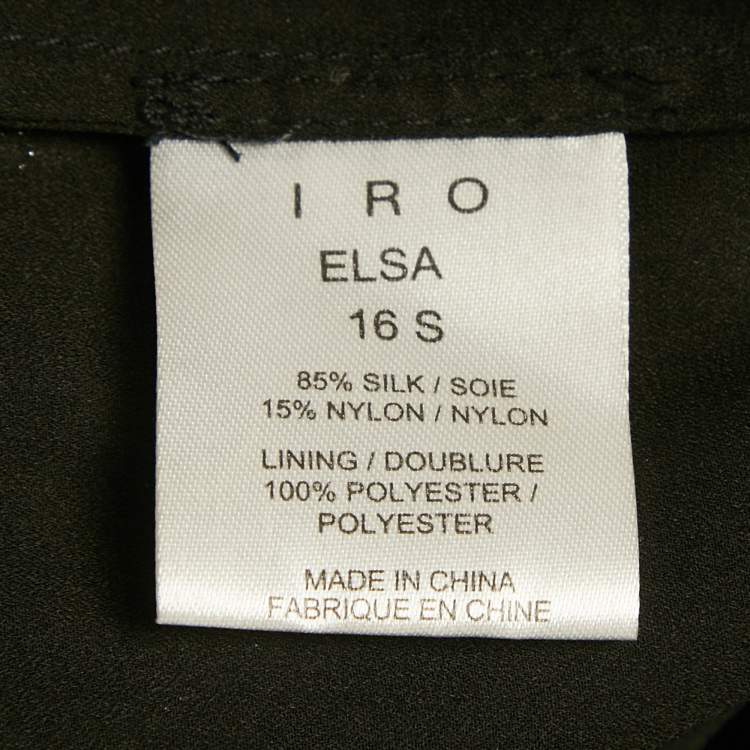 I R O
ELSA
16 S
85% SILK / SOIE
15% NYLON / NYLON
LINING / DOUBLURE
100% POLYESTER /
POLYESTER
MADE IN CHINA
FABRIQUE EN CHINE